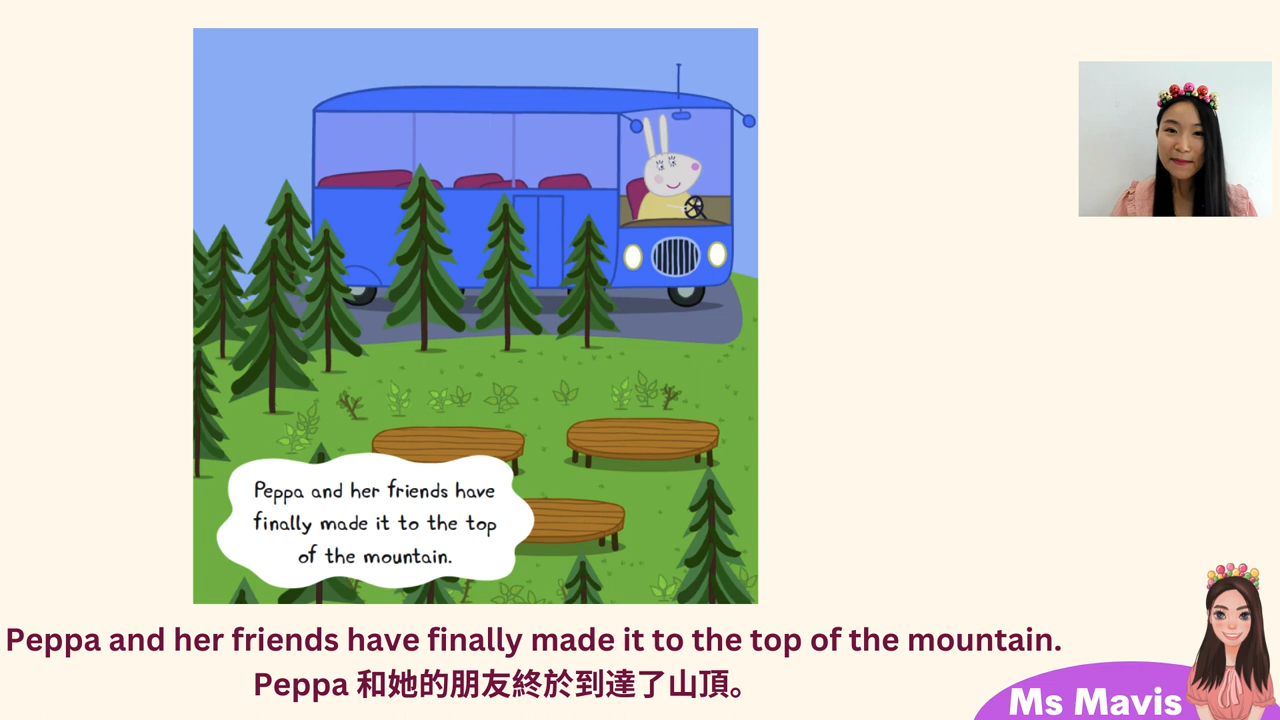 Peppa and her friends have
finally made it to the top
of the mountain.
Peppa and her friends have finally made it to the top of the mountain.
Peppa 和她的朋友終於到達了山頂。
Ms Mavis